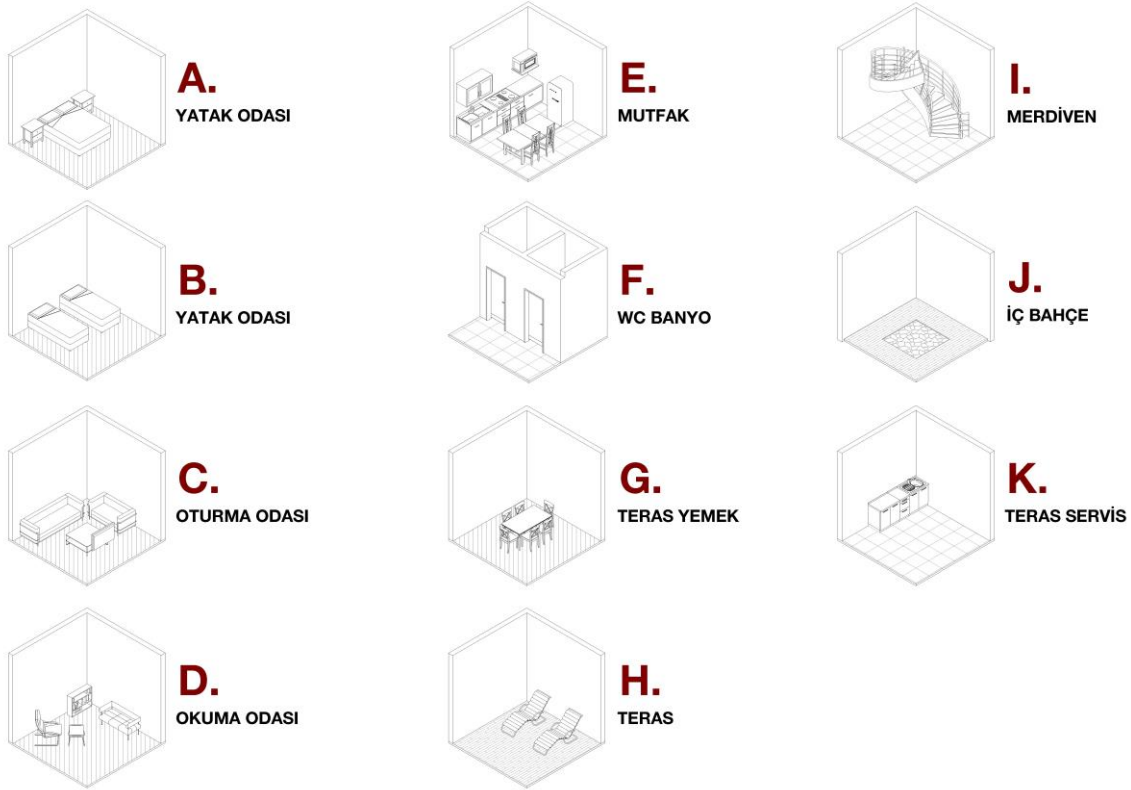 A.
YATAK ODASI
B.
YATAK ODASI
C.
OTURMA ODASI
D.
OKUMA ODASI
E.
MUTFAK
F.
WC BANYO
G.
TERAS YEMEK
H.
TERAS
I.
MERDİVEN
J.
İÇ BAHÇE
K.
TERAS SERVİS